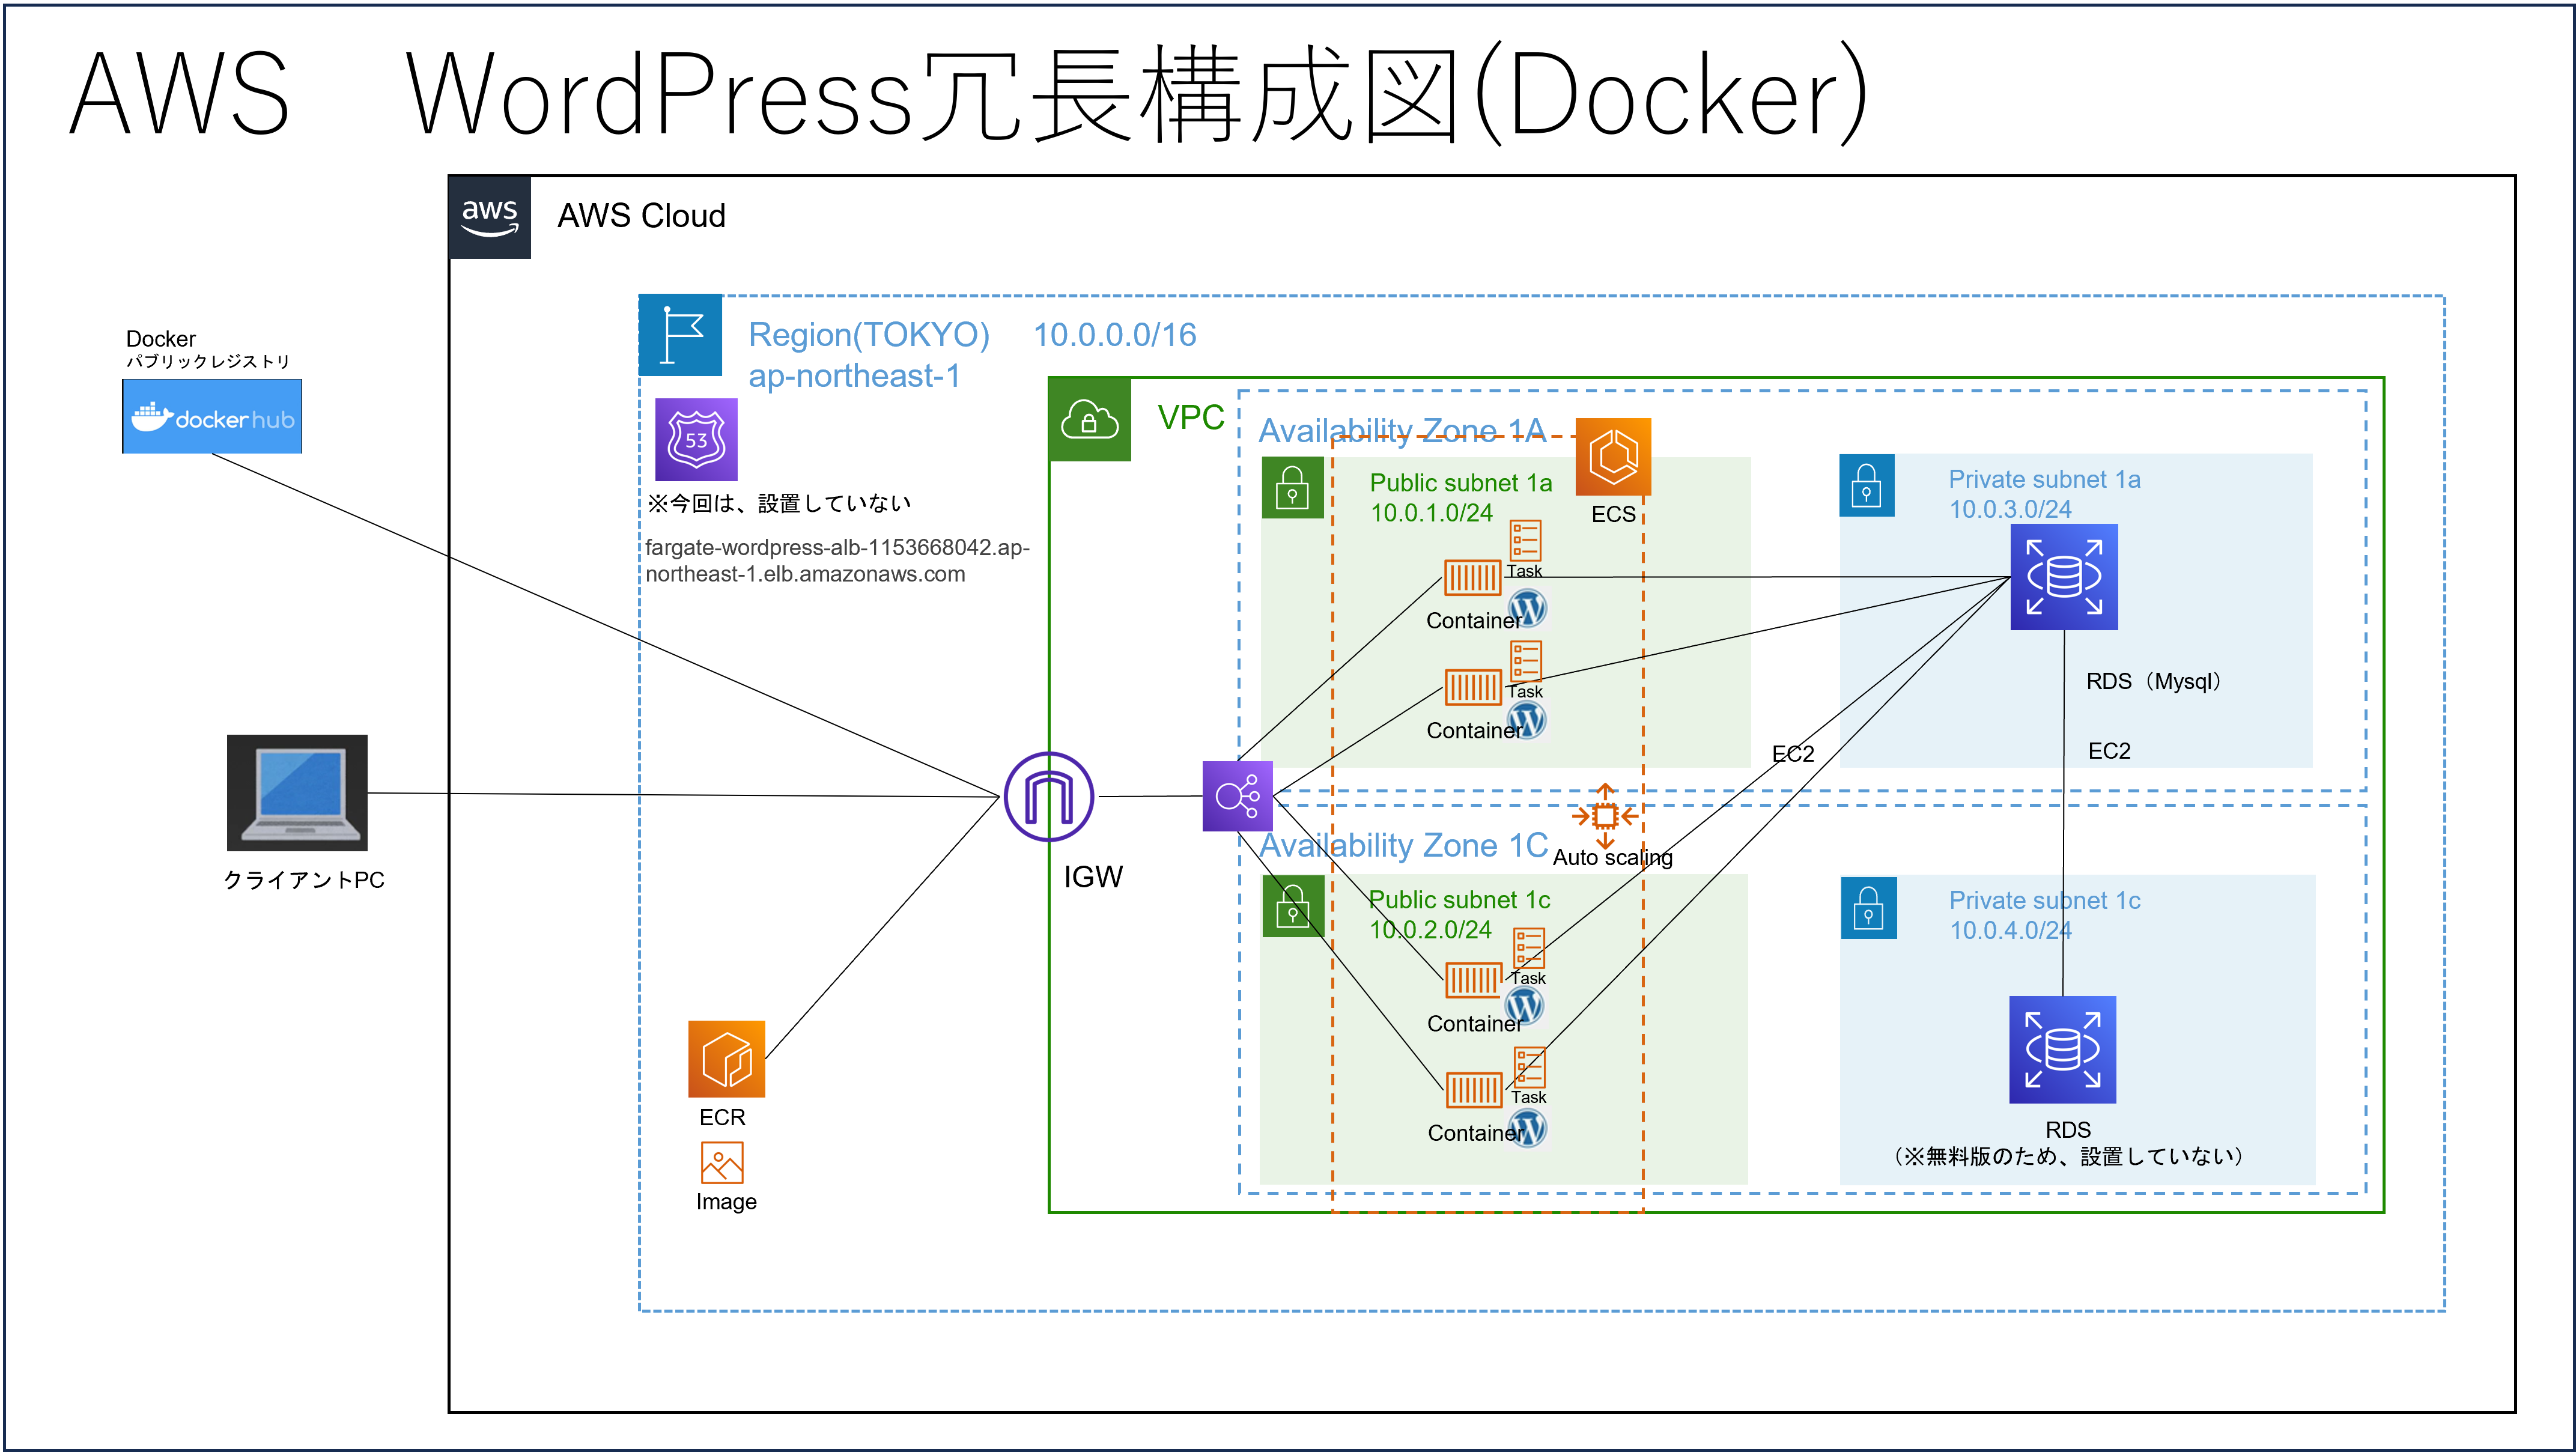 AWS　WordPress冗長構成図(Docker)
aws
AWS Cloud
Docker
パブリックレジストリ
dockerhub
クライアントPC
Region(TOKYO)　10.0.0.0/16
ap-northeast-1
53
※今回は、設置していない
fargate-wordpress-alb-1153668042.ap-
northeast-1.elb.amazonaws.com
ECR
Image
IGW
VPC
Availability Zone 1A
Public subnet 1a
10.0.1.0/24
ECS
Task
Container
W
Task
Container
W
Private subnet 1a
10.0.3.0/24
RDS（Mysql）
EC2
EC2
Auto scaling
Availability Zone 1C
Public subnet 1c
10.0.2.0/24
Task
Container
W
Task
Container
W
Private subnet 1c
10.0.4.0/24
RDS
（※無料版のため、設置していない）